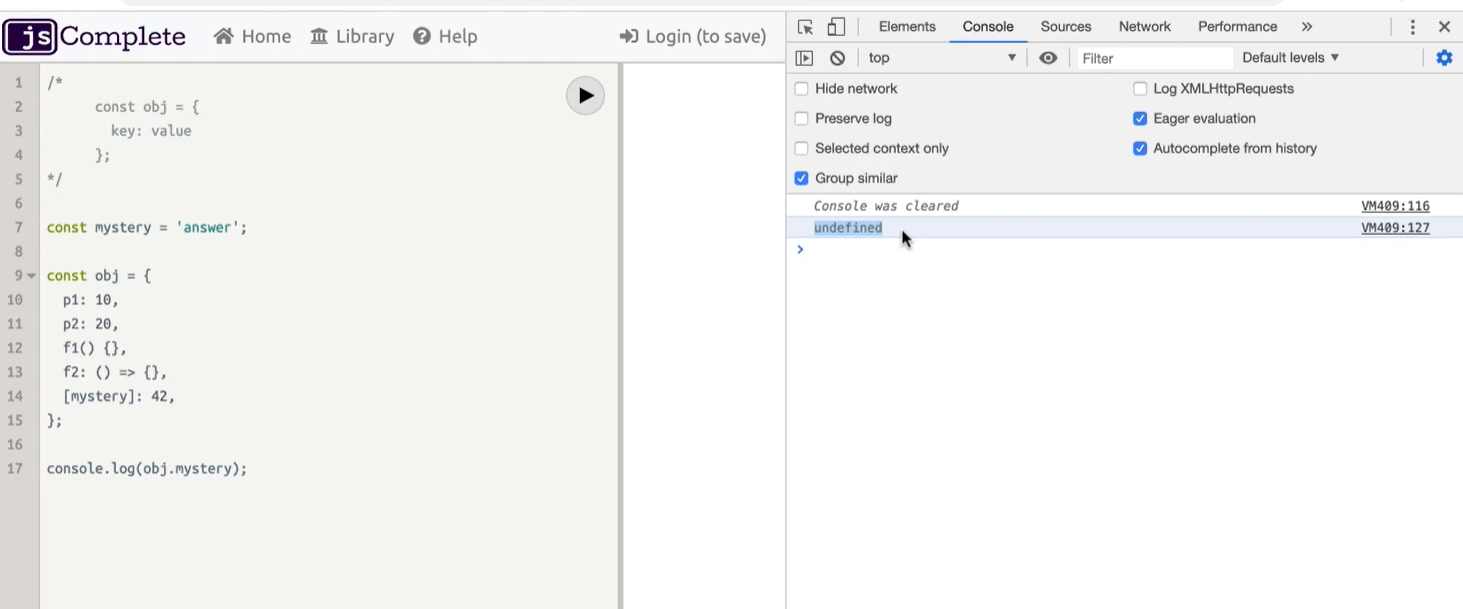 jsComplete Home Library Help Login (to save)
1 /*
2 const obj = {
3 key: value
4 };
5 */
6
7 const mystery = 'answer';
8
9 const obj = {
10 p1: 10,
11 p2: 20,
12 f1() {},
13 f2: () => {},
14 [mystery]: 42,
15 };
16
17 console.log(obj.mystery);
Elements Console Sources Network Performance »
top Filter Default levels
Hide network Log XMLHttpRequests
Preserve log Eager evaluation
Selected context only Autocomplete from history
Group similar
Console was cleared VM409:116
undefined VM409:127
>